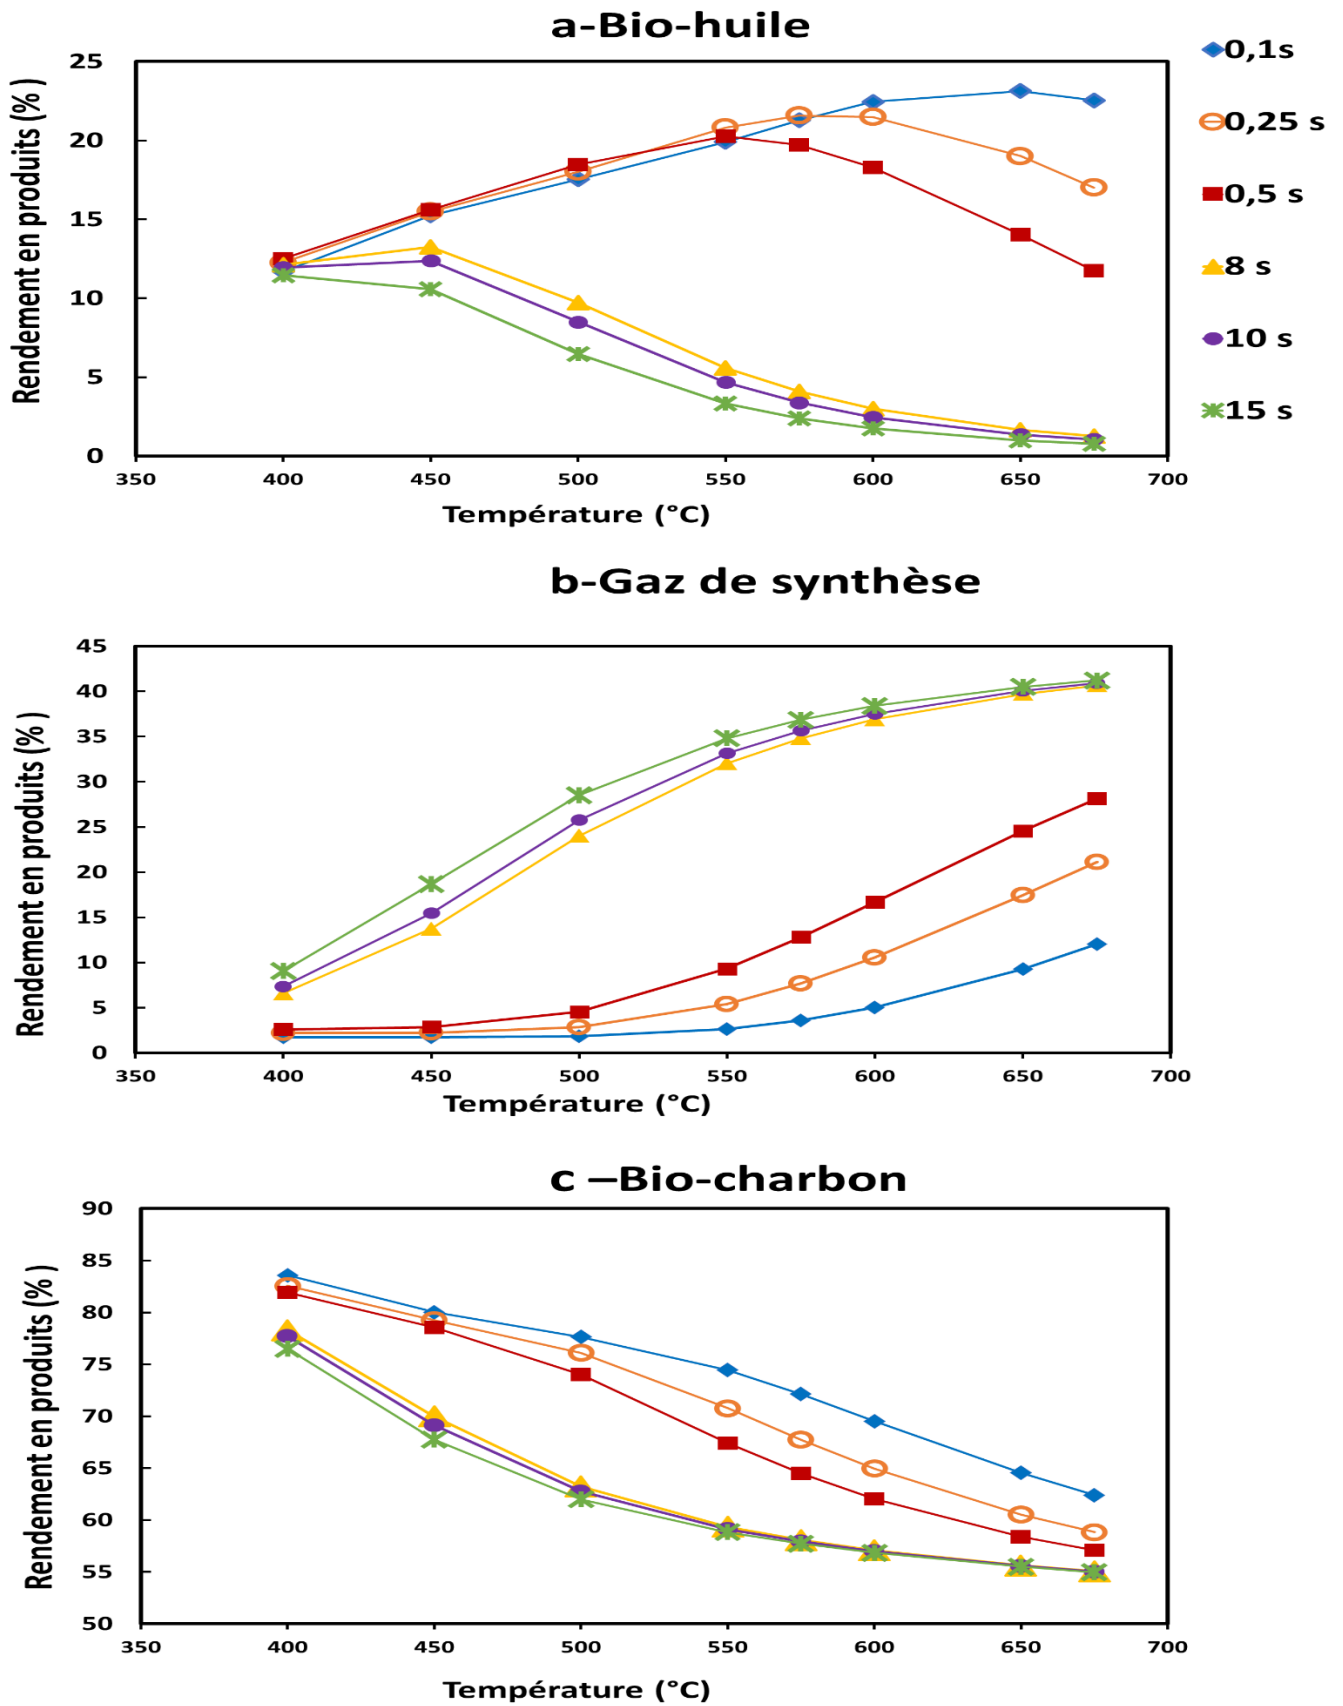 a-Bio-huile
Rendement en produits (% )
25
20
15
10
5
0
350 400 450 500 550 600 650 700
Température (°C)
0,1s
0,25 s
0,5 s
8 s
10 s
15 s
b-Gaz de synthèse
Rendement en produits (% )
45
40
35
30
25
20
15
10
5
0
350 400 450 500 550 600 650 700
Température (°C)
c –Bio-charbon
Rendement en produits (% )
90
85
80
75
70
65
60
55
50
350 400 450 500 550 600 650 700
Température (°C)